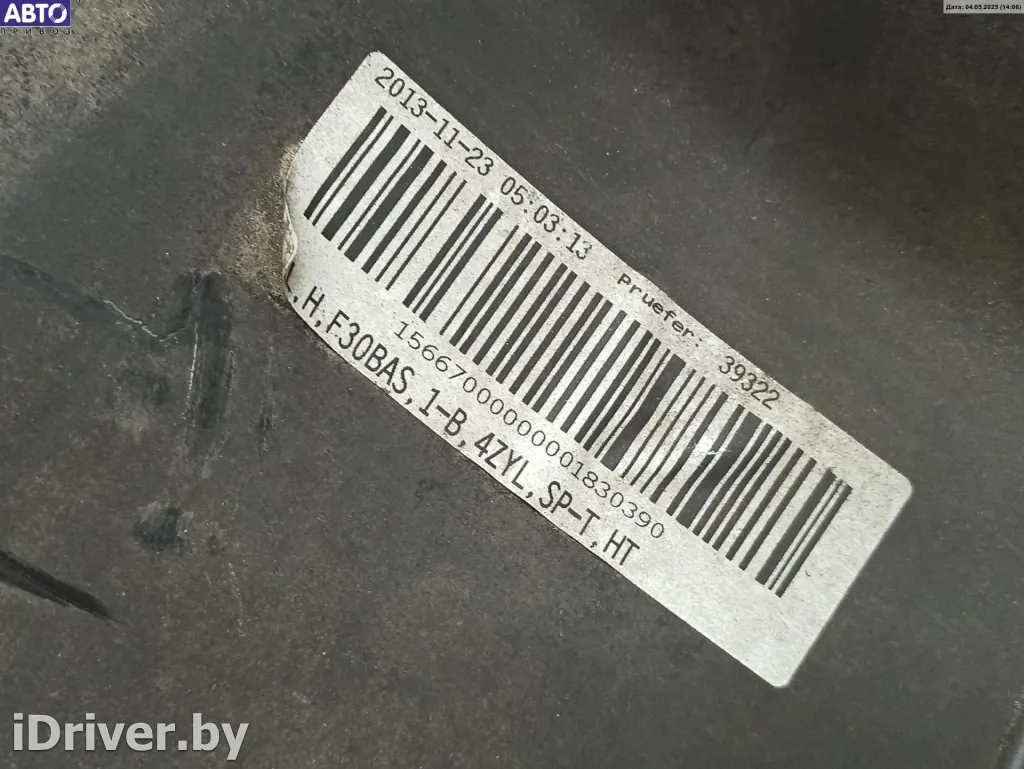 АВТО
ПРИВОЗ
Дата: 04.05.2025 (14:06)
2013-11-23 05:03:13 Pruefer: 39322
15667000000001830390
L,H,F30BAS,1-B,4ZYL,SP-T,HT
iDriver.by